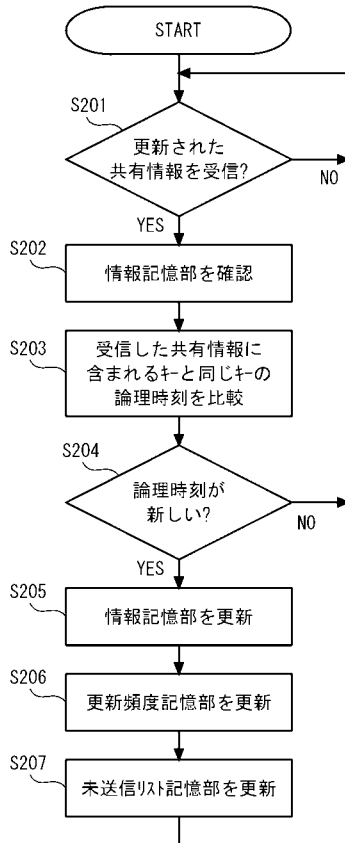 START
S201
更新された
共有情報を受信?
NO
YES
S202
情報記憶部を確認
S203
受信した共有情報に
含まれるキーと同じキーの
論理時刻を比較
S204
論理時刻が
新しい?
NO
YES
S205
情報記憶部を更新
S206
更新頻度記憶部を更新
S207
未送信リスト記憶部を更新